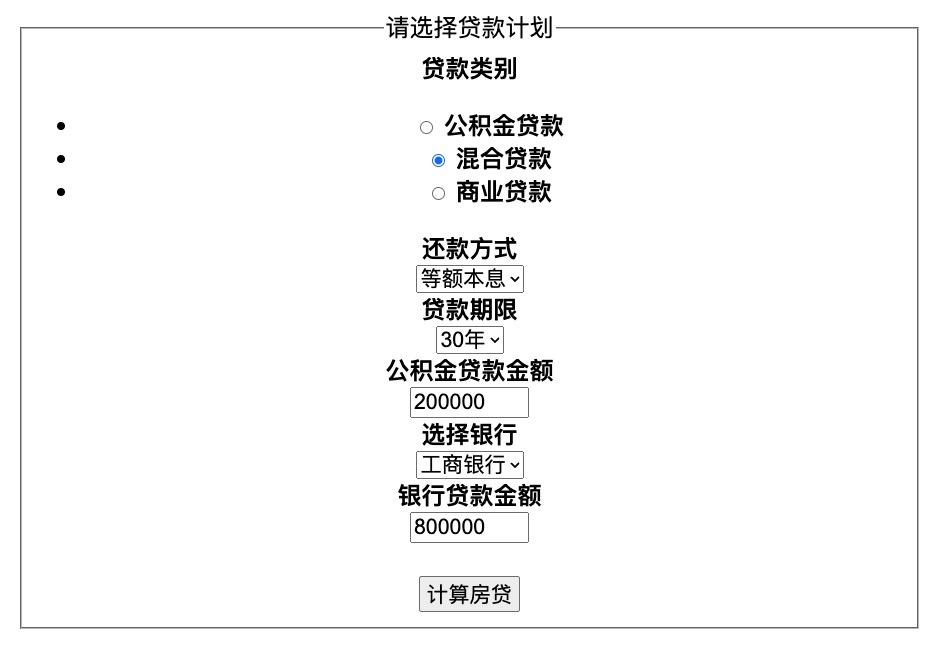 请选择贷款计划
贷款类别
公积金贷款
混合贷款
商业贷款
还款方式
等额本息
贷款期限
30年
公积金贷款金额
200000
选择银行
工商银行
银行贷款金额
800000
计算房贷